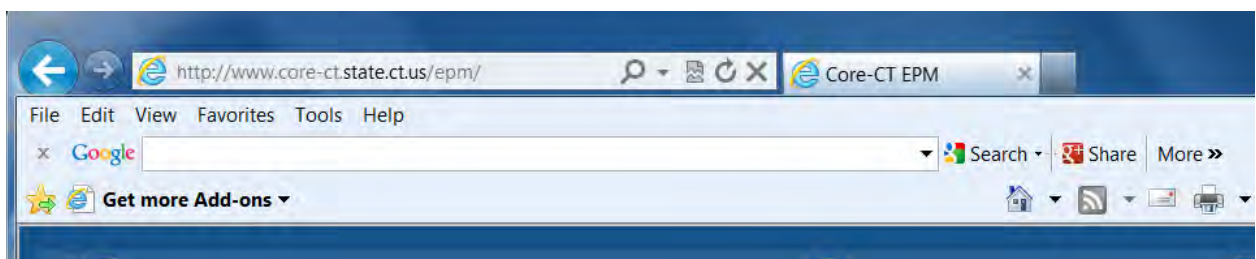 http://www.core-ct.state.ct.us/epm/ Core-CT EPM
File Edit View Favorites Tools Help
x Google Search Share More »
Get more Add-ons